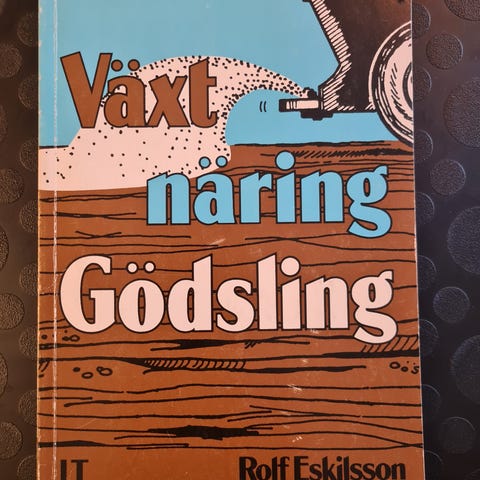 Växt
näring
Gödsling
LT Rolf Eskilsson